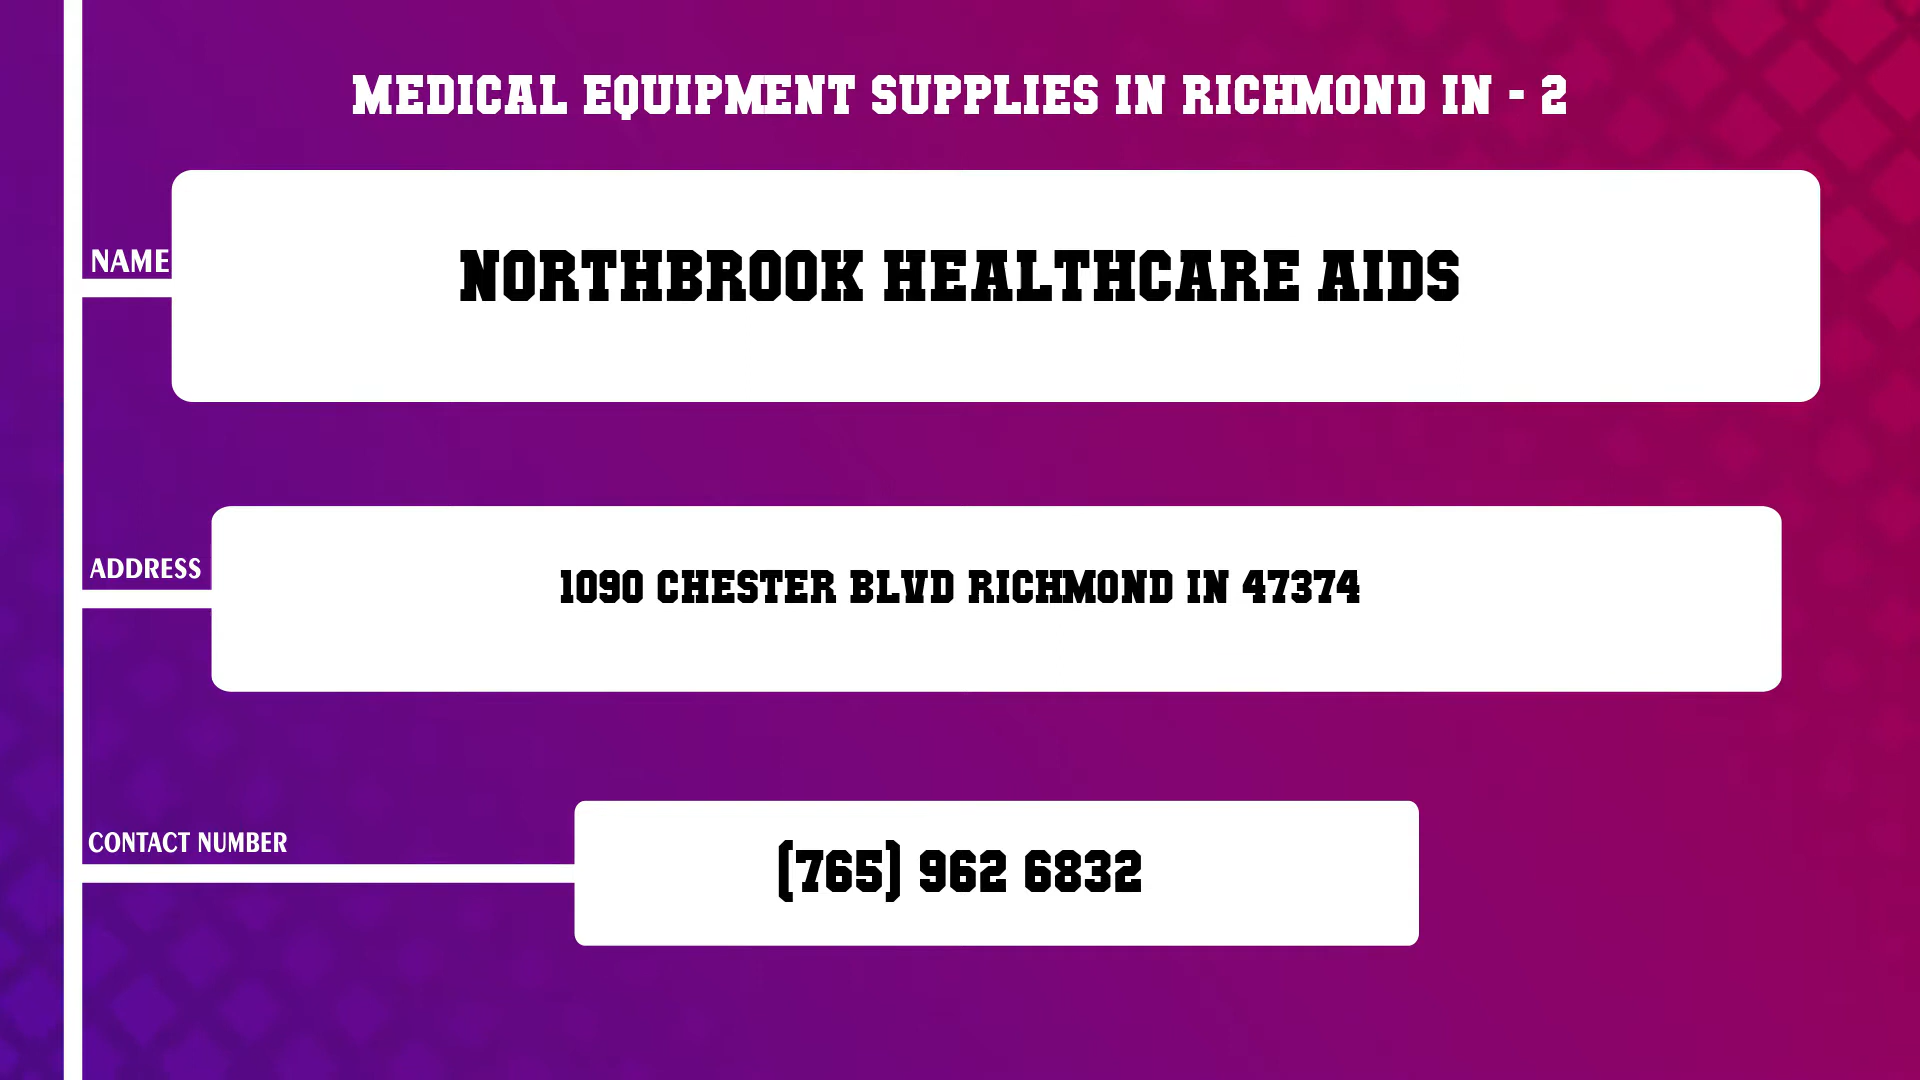 MEDICAL EQUIPMENT SUPPLIES IN RICHMOND IN - 2
NAME
NORTHBROOK HEALTHCARE AIDS
ADDRESS
1090 CHESTER BLVD RICHMOND IN 47374
CONTACT NUMBER
(765) 962 6832